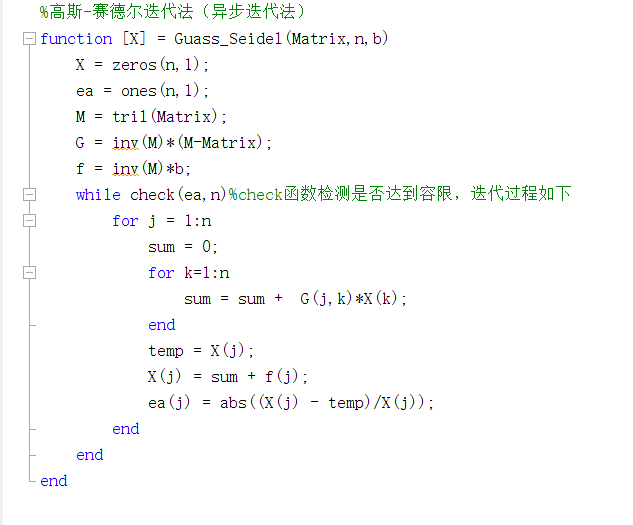 %高斯-赛德尔迭代法（异步迭代法）
function [X] = Guass_Seidel(Matrix,n,b)
X = zeros(n,1);
ea = ones(n,1);
M = tril(Matrix);
G = inv(M)*(M-Matrix);
f = inv(M)*b;
while check(ea,n)%check函数检测是否达到容限，迭代过程如下
for j = 1:n
sum = 0;
for k=1:n
sum = sum +  G(j,k)*X(k);
end
temp = X(j);
X(j) = sum + f(j);
ea(j) = abs((X(j) - temp)/X(j));
end
end
end